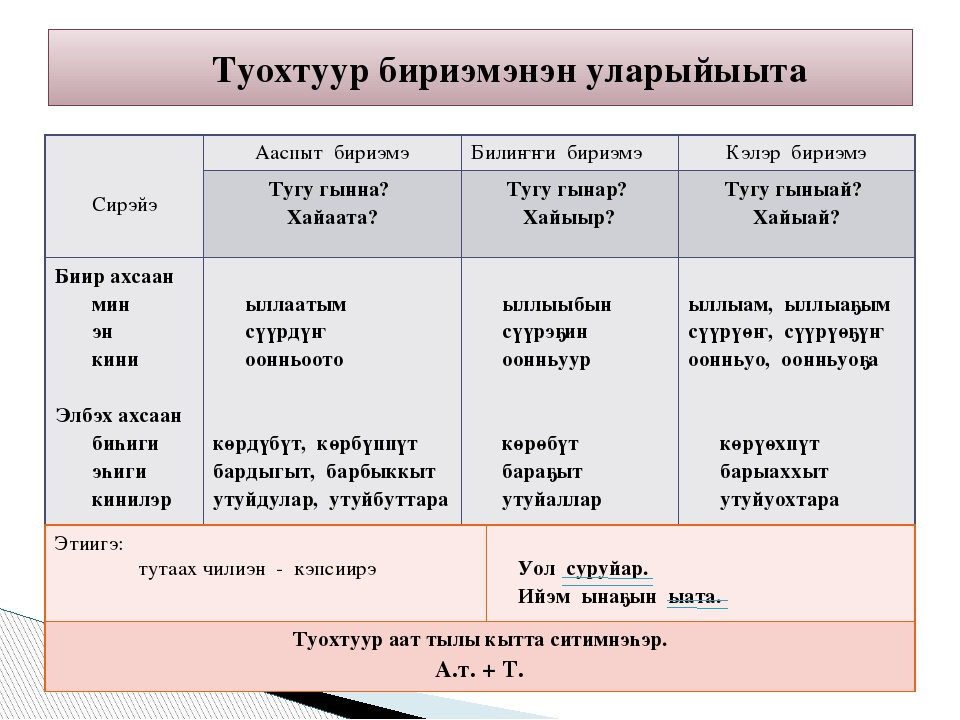 Туохтуур бириэмэнэн уларыйыыта
Сирэйэ
Ааспыт бириэмэ
Билиҥҥи бириэмэ
Кэлэр бириэмэ
Тугу гынна?
Хайаата?
Тугу гынар?
Хайыыр?
Тугу гыныай?
Хайыай?
Биир ахсаан
мин
эн
кини
Элбэх ахсаан
биһиги
эһиги
кинилэр
ыллаатым
сүүрдүҥ
оонньоото
көрдүбүт, көрбүппүт
бардыгыт, барбыккыт
утуйдулар, утуйбуттара
ыллыыбын
сүүрэҕин
оонньуур
көрөбүт
бараҕыт
утуйаллар
ыллыам, ыллыаҕым
сүүрүөҥ, сүүрүөҕүҥ
оонньуо, оонньуоҕа
көрүөхпүт
барыаххыт
утуйуохтара
Этиигэ:
тутаах чилиэн - кэпсиирэ
Уол суруйар.
Ийэм ынаҕын ыата.
Туохтуур аат тылы кытта ситимнэһэр.
А.т. + Т.